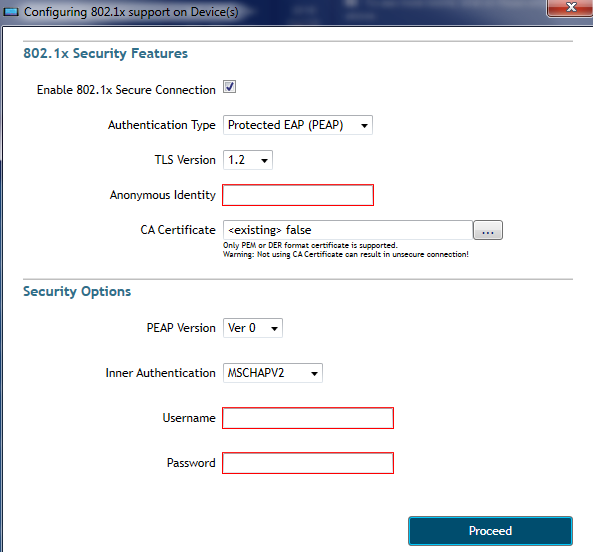 Configuring 802.1x support on Device(s)
x
802.1x Security Features
Enable 802.1x Secure Connection
Authentication Type Protected EAP (PEAP)
TLS Version 1.2
Anonymous Identity
CA Certificate <existing> false ...
Only PEM or DER format certificate is supported.
Warning: Not using CA Certificate can result in unsecure connection!
Security Options
PEAP Version Ver 0
Inner Authentication MSCHAPV2
Username
Password
Proceed